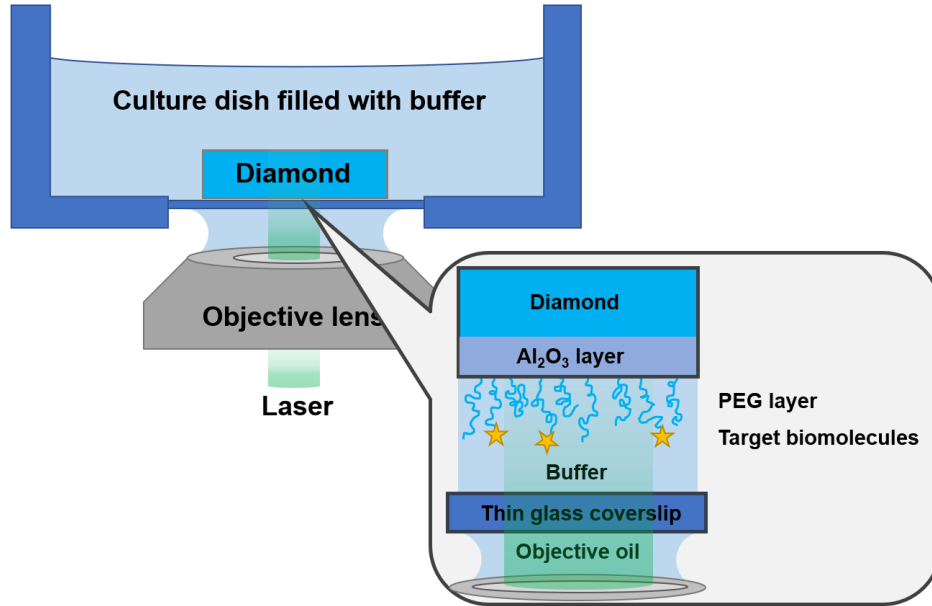 Culture dish filled with buffer
Diamond
Objective lens
Laser
Diamond
Al₂O₃ layer
PEG layer
Target biomolecules
Buffer
Thin glass coverslip
Objective oil